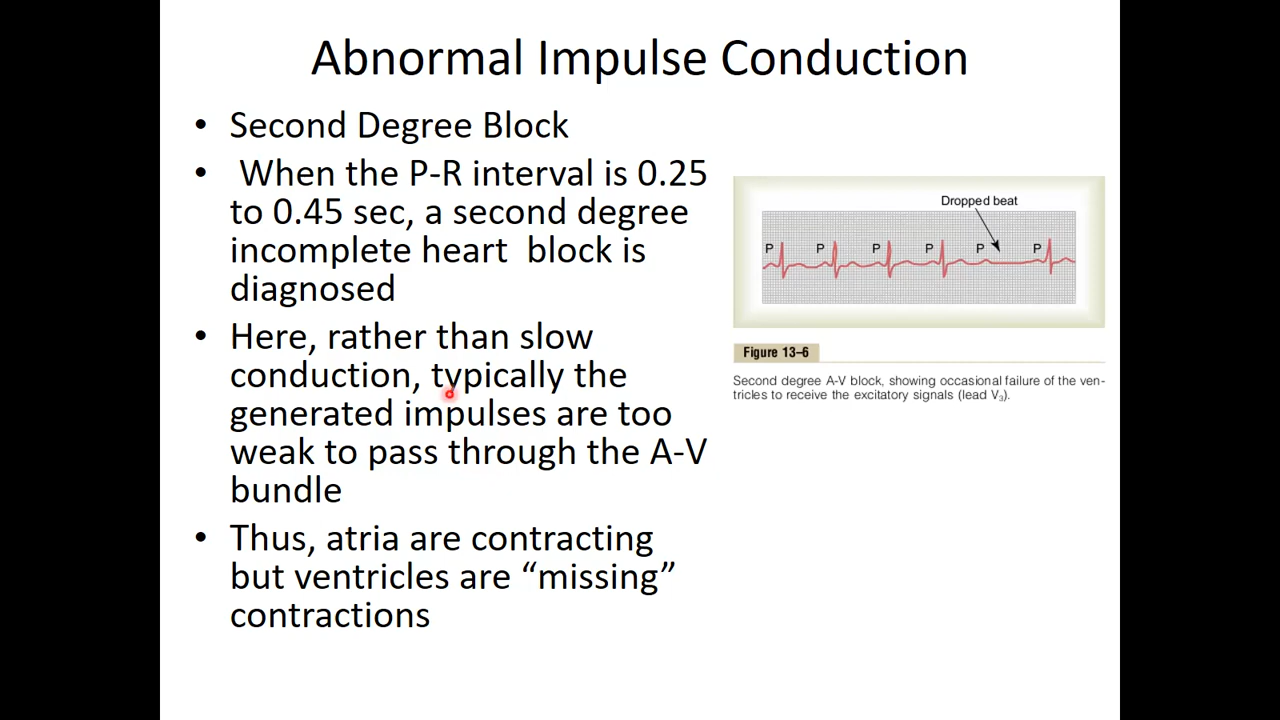 Abnormal Impulse Conduction
• Second Degree Block
• When the P-R interval is 0.25
to 0.45 sec, a second degree
incomplete heart block is
diagnosed
• Here, rather than slow
conduction, typically the
generated impulses are too
weak to pass through the A-V
bundle
• Thus, atria are contracting
but ventricles are “missing”
contractions
Dropped beat
P P P P P P
Figure 13–6
Second degree A-V block, showing occasional failure of the ven-
tricles to receive the excitatory signals (lead V3).